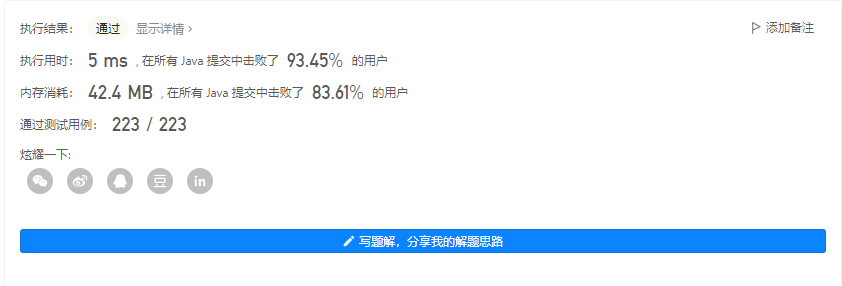 执行结果： 通过 显示详情 › 添加备注
执行用时： 5 ms , 在所有 Java 提交中击败了 93.45% 的用户
内存消耗： 42.4 MB , 在所有 Java 提交中击败了 83.61% 的用户
通过测试用例： 223 / 223
炫耀一下:
豆 in
写题解，分享我的解题思路